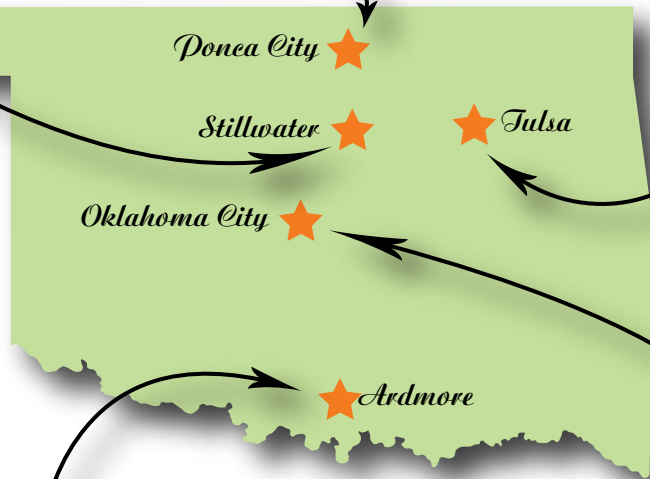 Ponca City
Stillwater
Tulsa
Oklahoma City
Ardmore